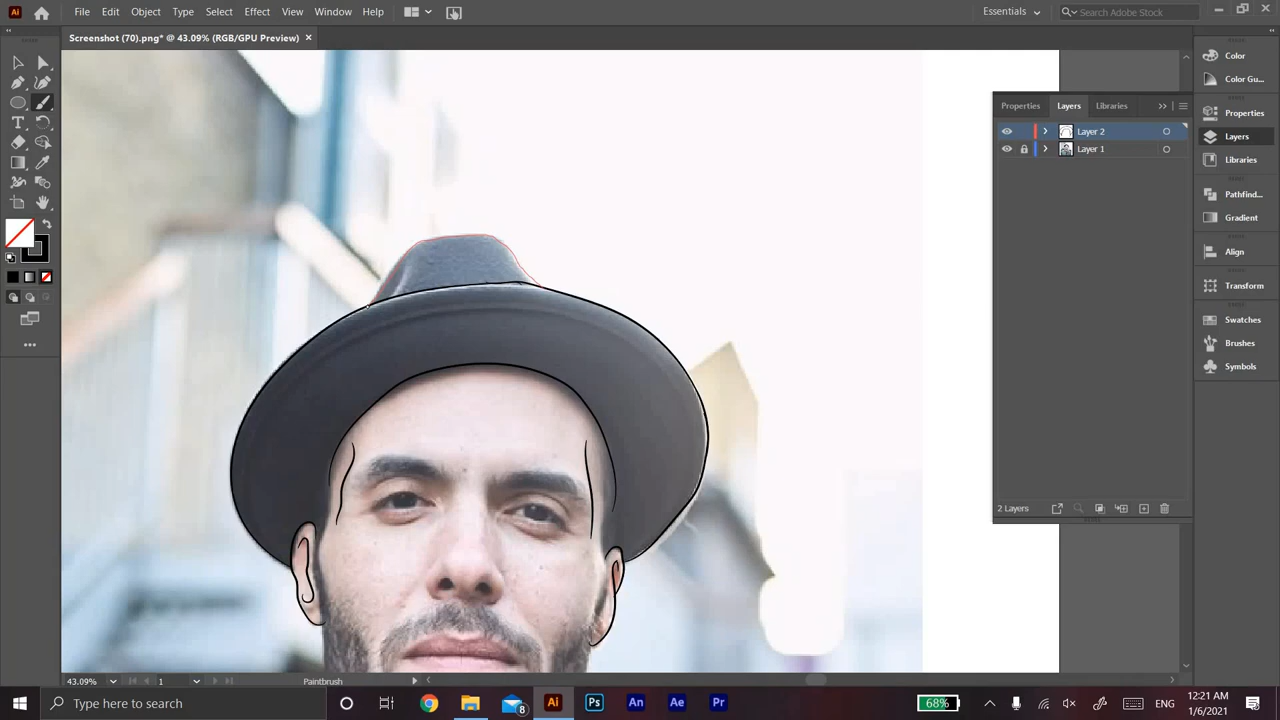 Ai File Edit Object Type Select Effect View Window Help Essentials Search Adobe Stock
Screenshot (70).png* @ 43.09% (RGB/GPU Preview) ×
Properties Layers Libraries
Layer 2
Layer 1
2 Layers
Color
Color Gu...
Properties
Layers
Libraries
Pathfind...
Gradient
Align
Transform
Swatches
Brushes
Symbols
43.09% 1 Paintbrush
Type here to search
8
Ai Ps An Ae Pr
68%
ENG
12:21 AM
1/6/2021